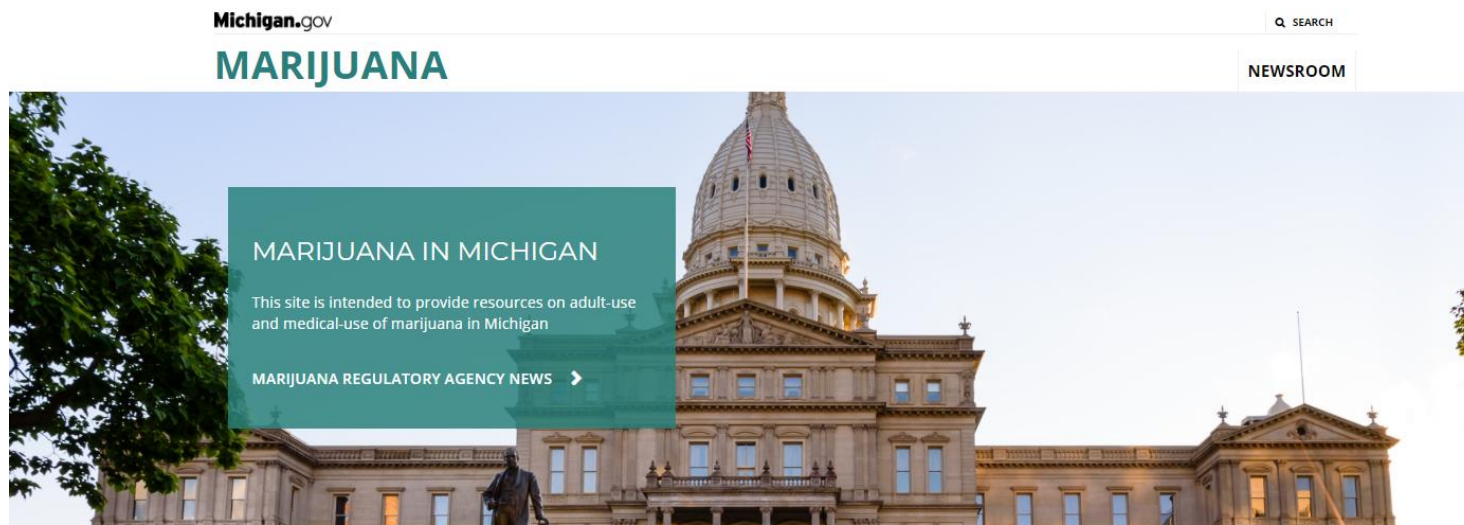 Michigan.gov
SEARCH
MARIJUANA
NEWSROOM
MARIJUANA IN MICHIGAN
This site is intended to provide resources on adult-use
and medical-use of marijuana in Michigan
MARIJUANA REGULATORY AGENCY NEWS